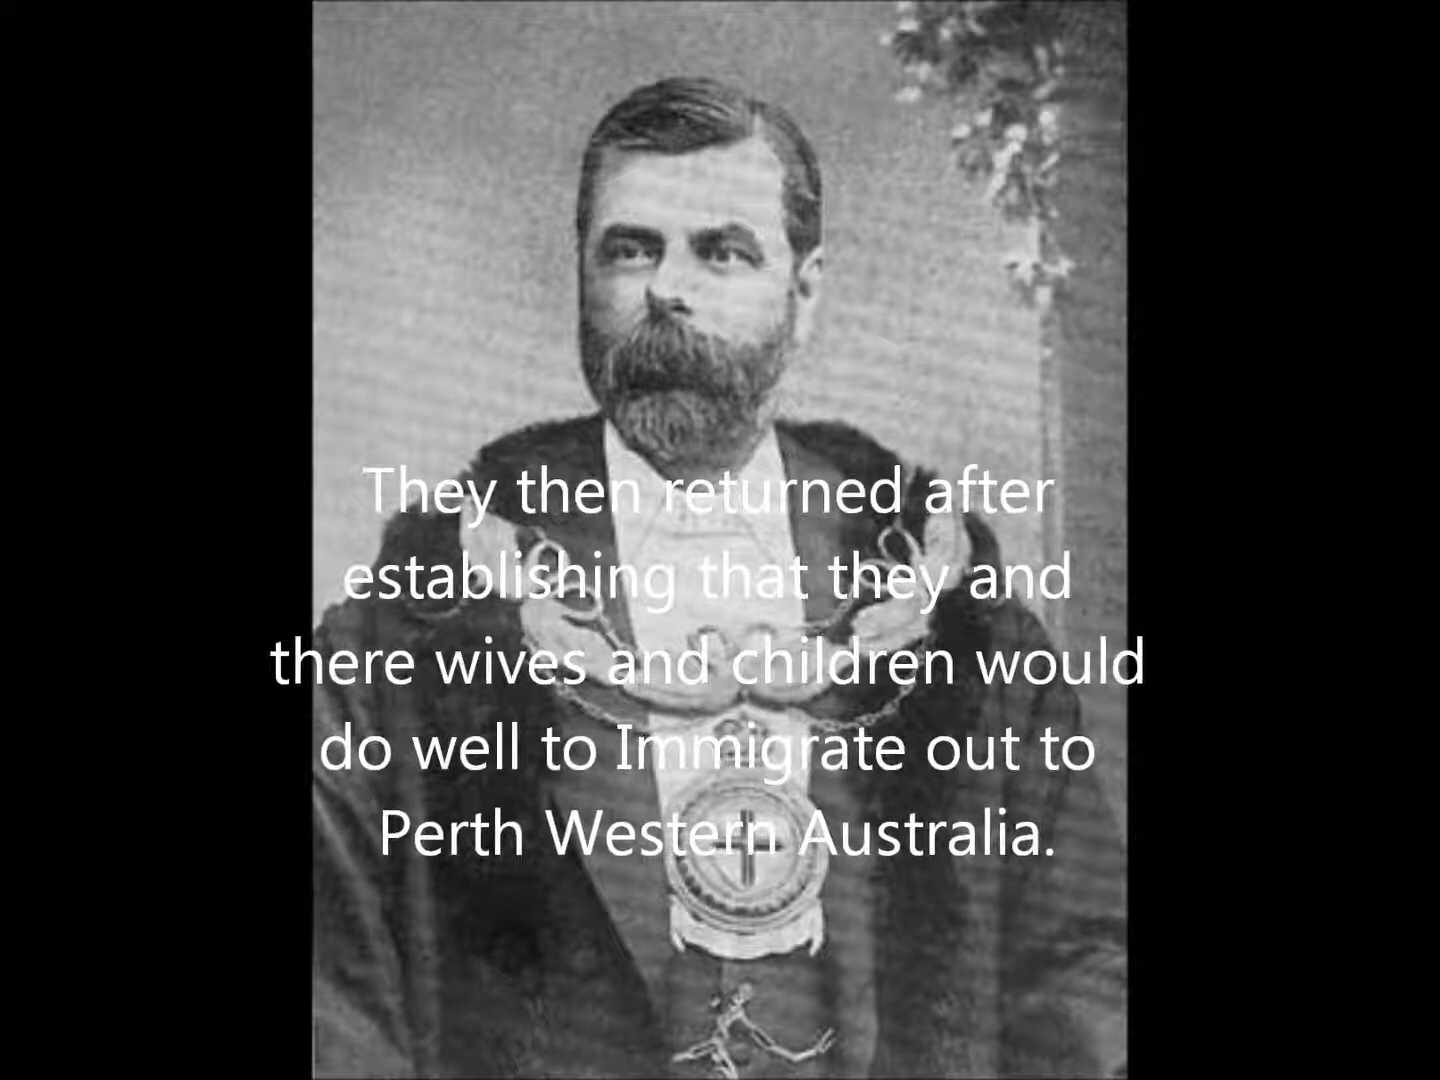 They then returned after
establishing that they and
there wives and children would
do well to Immigrate out to
Perth Western Australia.